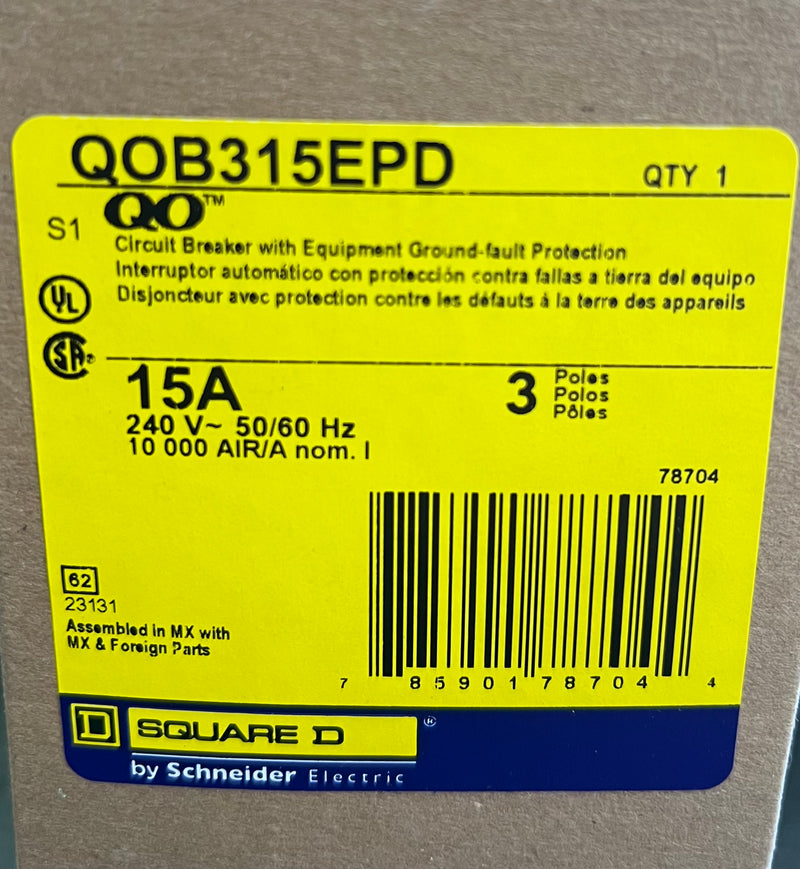 QOB315EPD
QTY 1
S1
QO™
Circuit Breaker with Equipment Ground-fault Protection
Interruptor automático con protección contra fallas a tierra del equipo
Disjoncteur avec protection contre les défauts à la terre des appareils
UL
SA®
15A
240 V~ 50/60 Hz
10 000 AIR/A nom. I
3
Poles
Polos
Pôles
78704
7 85901 78704 4
62
23131
Assembled in MX with
MX & Foreign Parts
D SQUARE D ®
by Schneider Electric